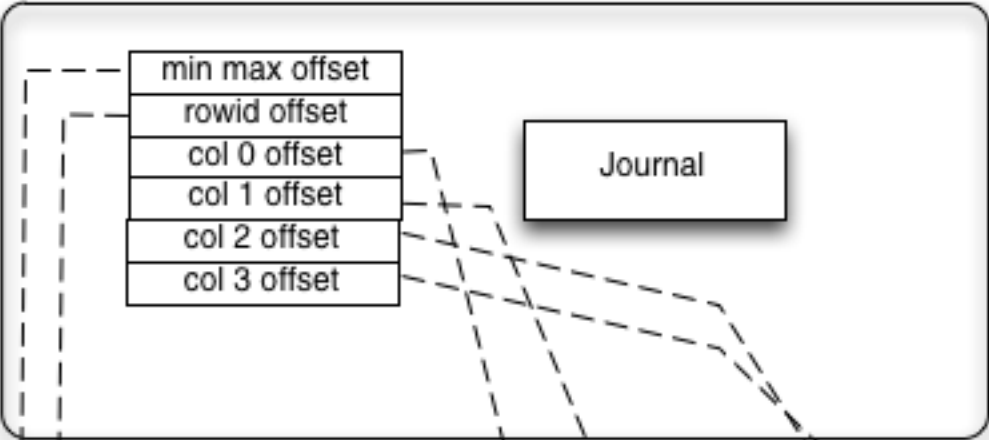 min max offset
rowid offset
col 0 offset
col 1 offset
col 2 offset
col 3 offset
Journal